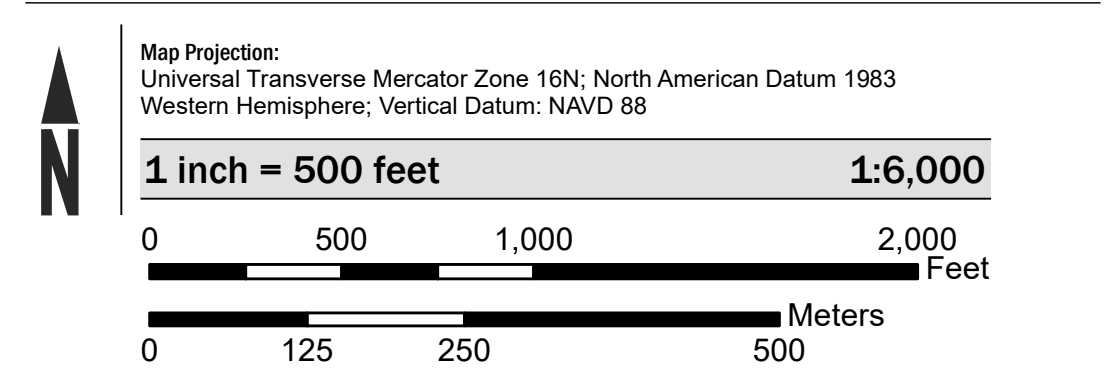 Map Projection:
Universal Transverse Mercator Zone 16N; North American Datum 1983
Western Hemisphere; Vertical Datum: NAVD 88
N
1 inch = 500 feet 1:6,000
0 500 1,000 2,000
Feet
Meters
0 125 250 500